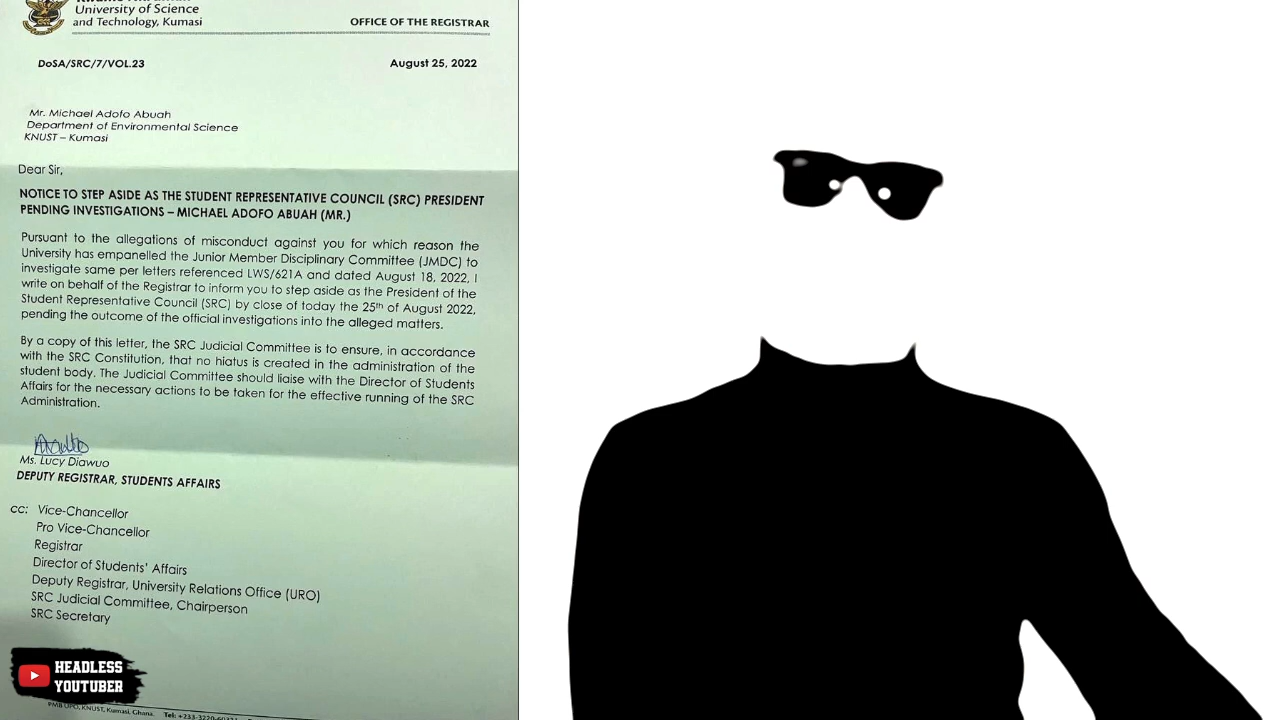 University of Science
and Technology, Kumasi
OFFICE OF THE REGISTRAR
DoSA/SRC/7/VOL.23
August 25, 2022
Mr. Michael Adofo Abuah
Department of Environmental Science
KNUST – Kumasi
Dear Sir,
NOTICE TO STEP ASIDE AS THE STUDENT REPRESENTATIVE COUNCIL (SRC) PRESIDENT
PENDING INVESTIGATIONS – MICHAEL ADOFO ABUAH (MR.)
Pursuant to the allegations of misconduct against you for which reason the
University has empanelled the Junior Member Disciplinary Committee (JMDC) to
investigate same per letters referenced LWS/621A and dated August 18, 2022, I
write on behalf of the Registrar to inform you to step aside as the President of the
Student Representative Council (SRC) by close of today the 25th of August 2022,
pending the outcome of the official investigations into the alleged matters.
By a copy of this letter, the SRC Judicial Committee is to ensure, in accordance
with the SRC Constitution, that no hiatus is created in the administration of the
student body. The Judicial Committee should liaise with the Director of Students
Affairs for the necessary actions to be taken for the effective running of the SRC
Administration.
Ms. Lucy Diawuo
DEPUTY REGISTRAR, STUDENTS AFFAIRS
cc: Vice-Chancellor
Pro Vice-Chancellor
Registrar
Director of Students' Affairs
Deputy Registrar, University Relations Office (URO)
SRC Judicial Committee, Chairperson
SRC Secretary
HEADLESS
YOUTUBER
PMB UPO, KNUST, Kumasi, Ghana. Tel: